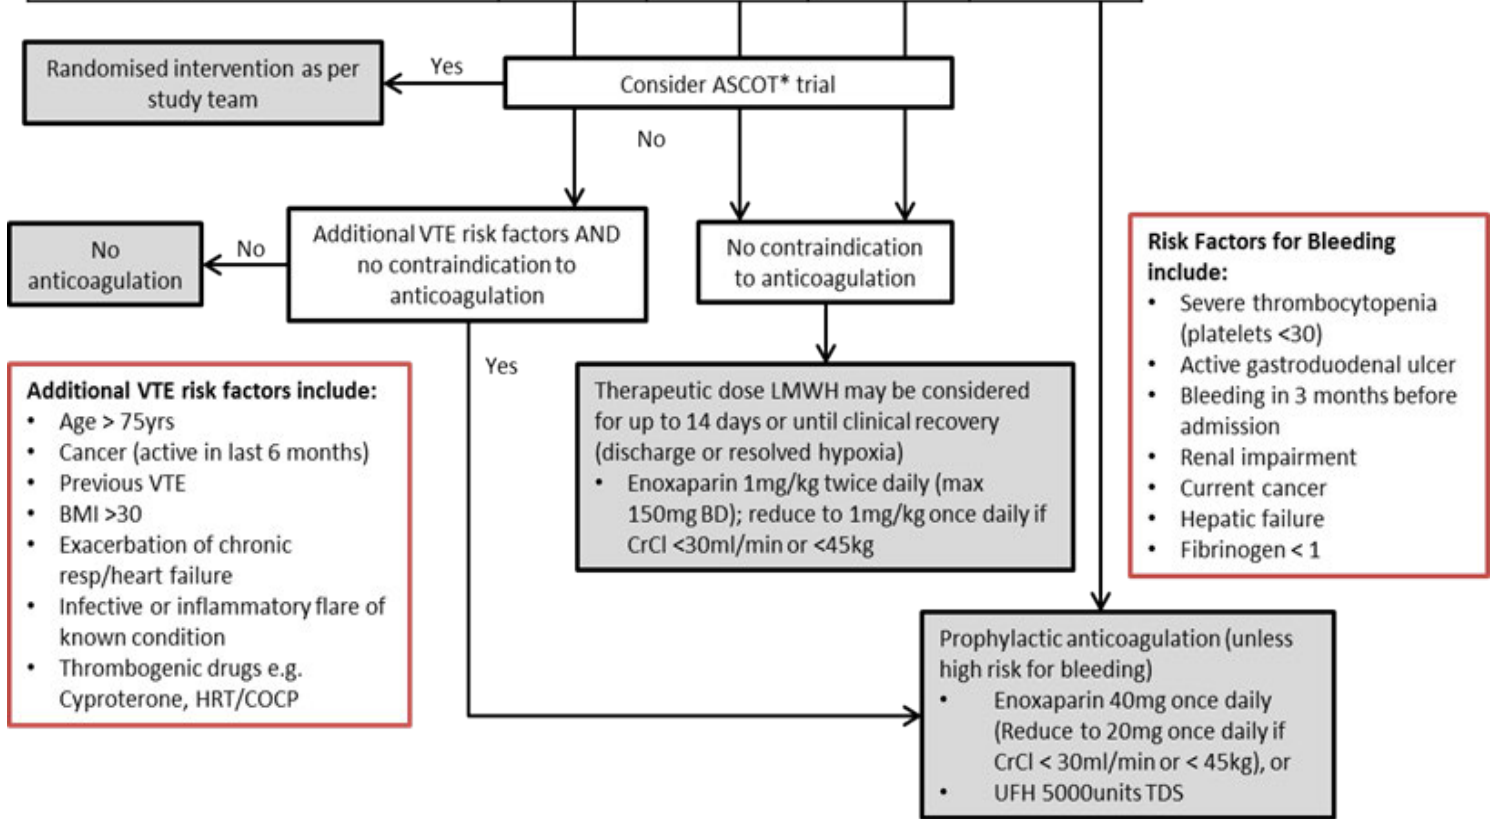 Randomised intervention as per
study team
Yes
Consider ASCOT* trial
No
No
anticoagulation
No
Additional VTE risk factors AND
no contraindication to
anticoagulation
No contraindication
to anticoagulation
Risk Factors for Bleeding
include:
• Severe thrombocytopenia
(platelets <30)
• Active gastroduodenal ulcer
• Bleeding in 3 months before
admission
• Renal impairment
• Current cancer
• Hepatic failure
• Fibrinogen < 1
Yes
Additional VTE risk factors include:
• Age > 75yrs
• Cancer (active in last 6 months)
• Previous VTE
• BMI >30
• Exacerbation of chronic
resp/heart failure
• Infective or inflammatory flare of
known condition
• Thrombogenic drugs e.g.
Cyproterone, HRT/COCP
Therapeutic dose LMWH may be considered
for up to 14 days or until clinical recovery
(discharge or resolved hypoxia)
• Enoxaparin 1mg/kg twice daily (max
150mg BD); reduce to 1mg/kg once daily if
CrCl <30ml/min or <45kg
Prophylactic anticoagulation (unless
high risk for bleeding)
• Enoxaparin 40mg once daily
(Reduce to 20mg once daily if
CrCl < 30ml/min or < 45kg), or
• UFH 5000units TDS